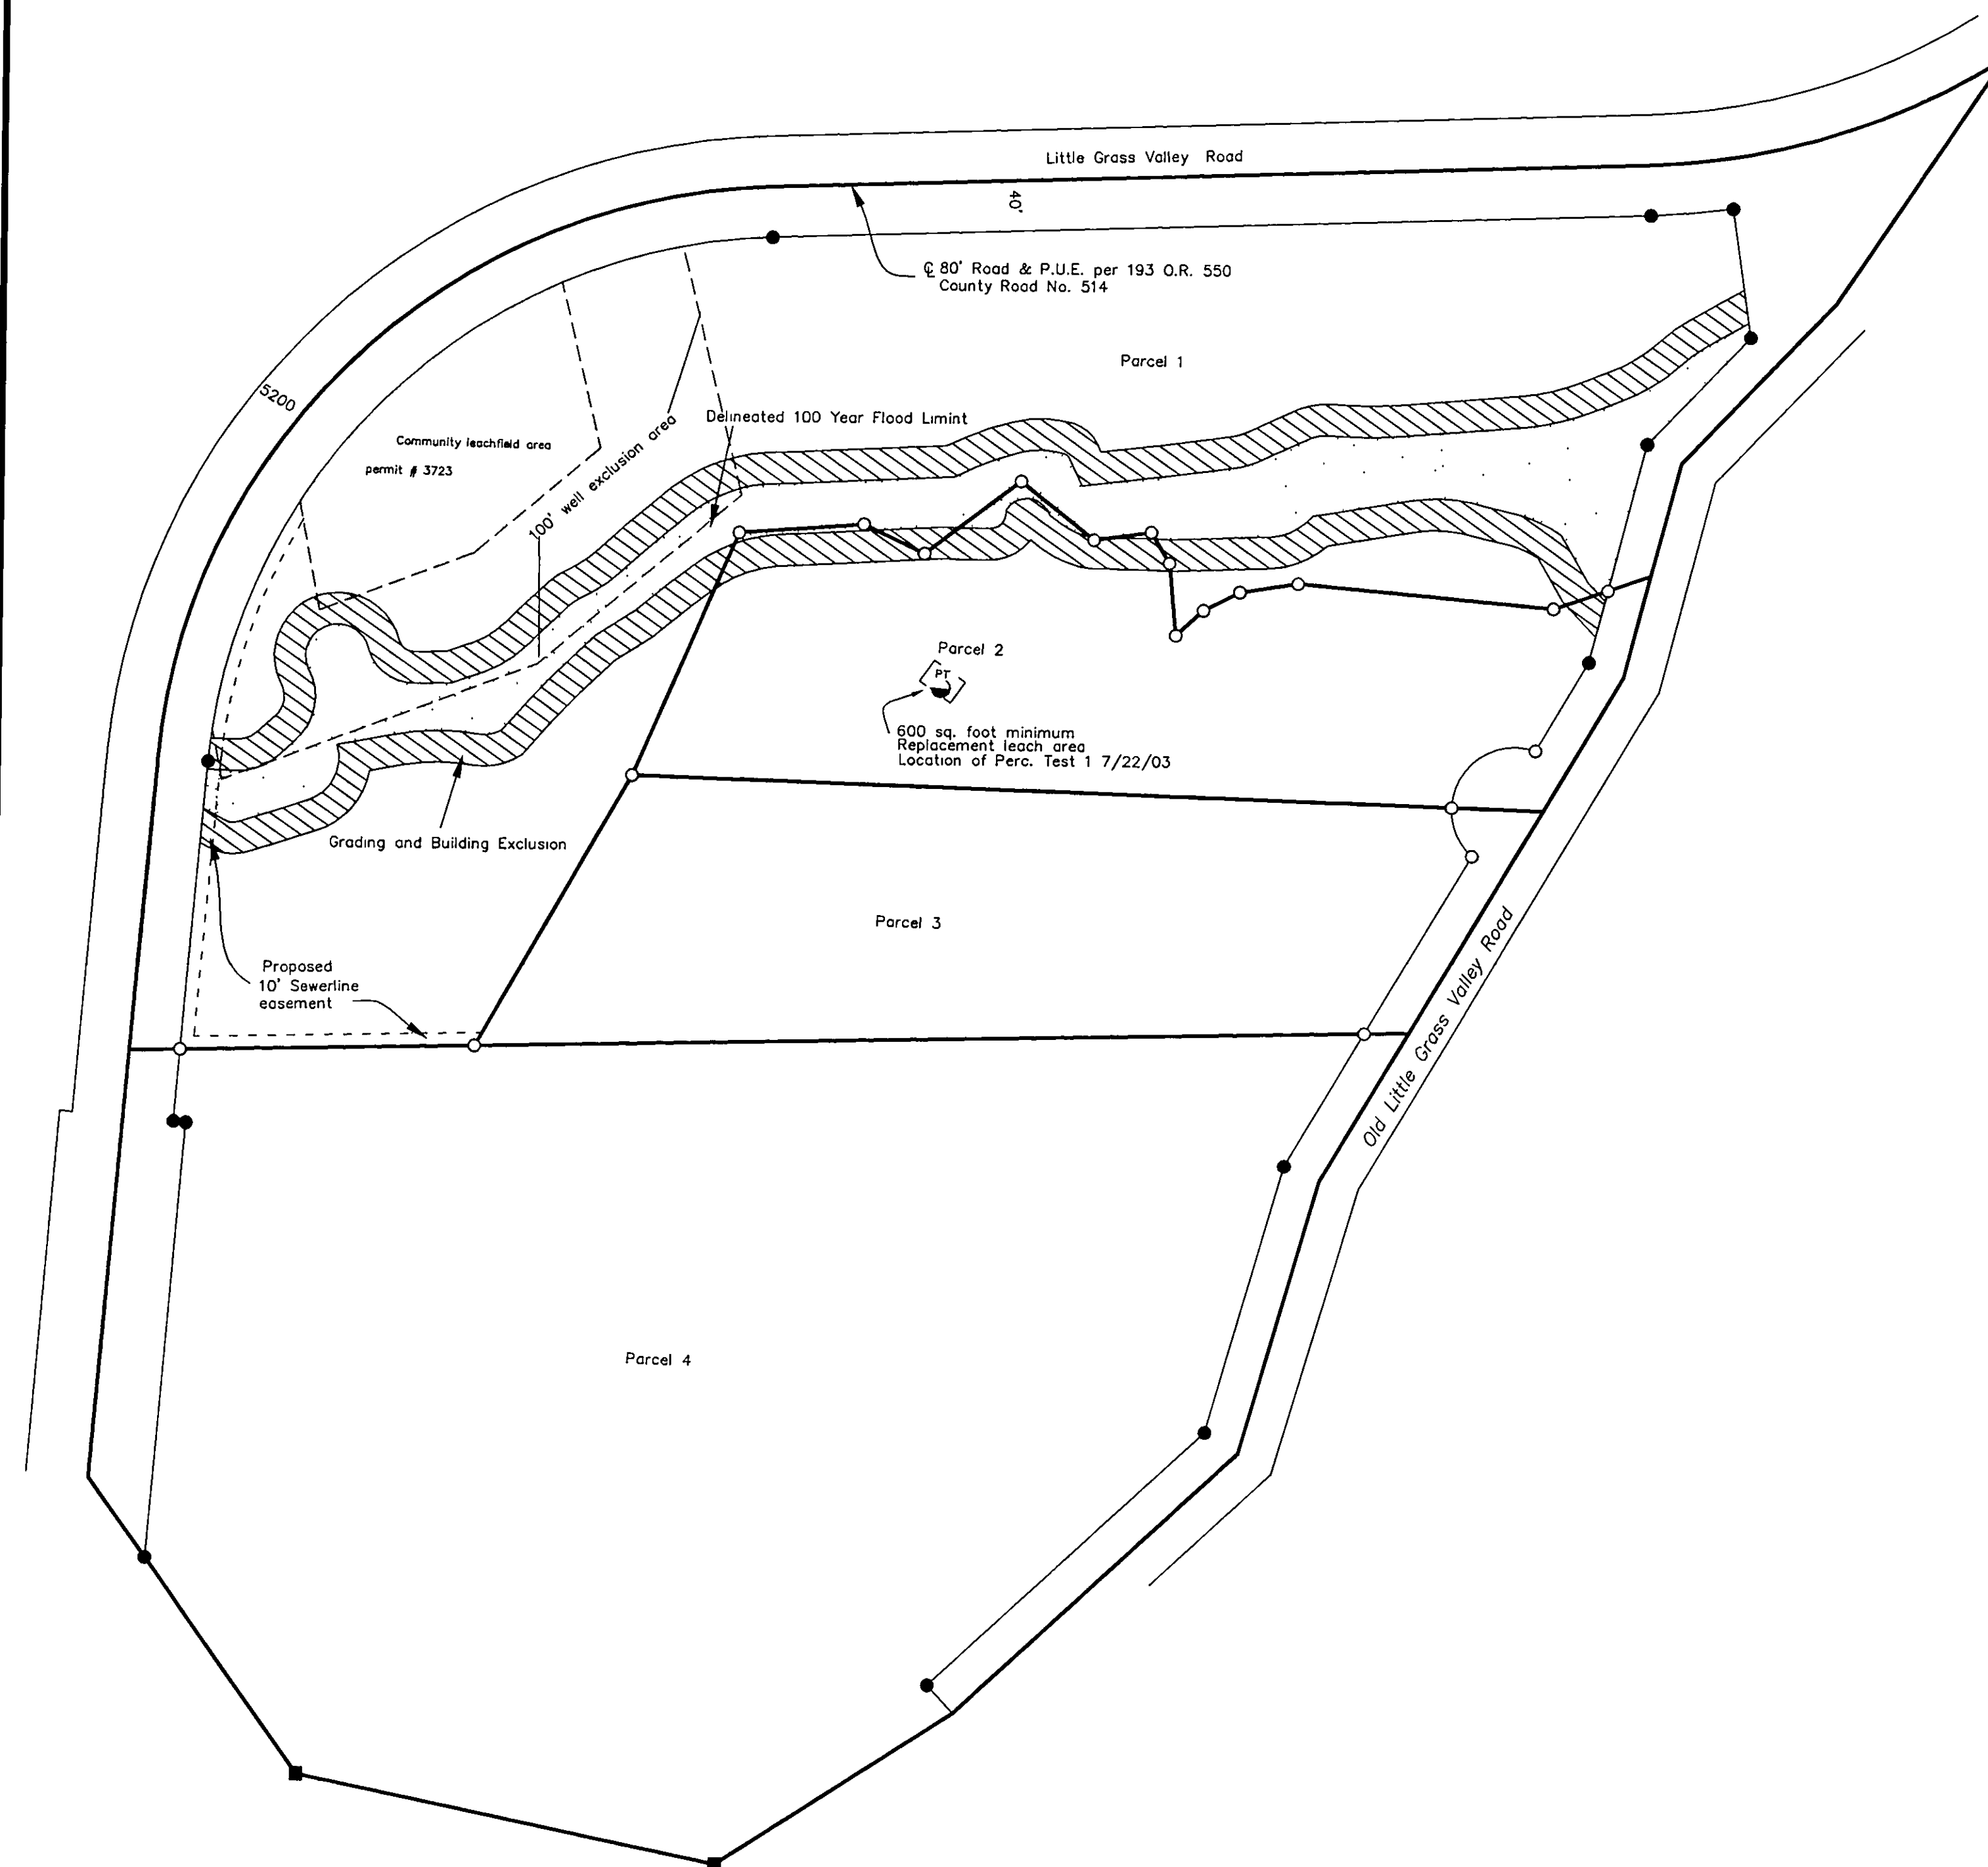 Little Grass Valley Road
40'
℄ 80' Road & P.U.E. per 193 O.R. 550
County Road No. 514
Parcel 1
5200
Delineated 100 Year Flood Limint
Community leachfield area
permit # 3723
100' well exclusion area
Parcel 2
PT
600 sq. foot minimum
Replacement leach area
Location of Perc. Test 1 7/22/03
Grading and Building Exclusion
Parcel 3
Proposed
10' Sewerline
easement
Old Little Grass Valley Road
Parcel 4